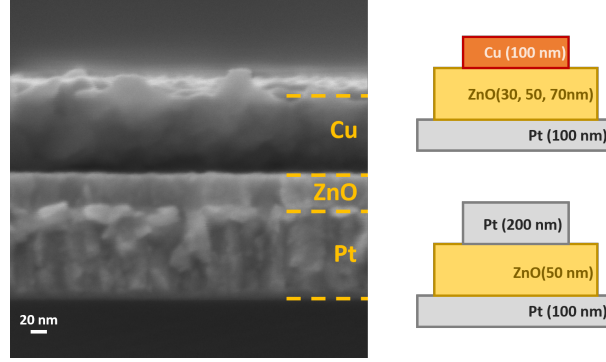 Cu
ZnO
Pt
20 nm
Cu (100 nm)
ZnO(30, 50, 70nm)
Pt (100 nm)
Pt (200 nm)
ZnO(50 nm)
Pt (100 nm)